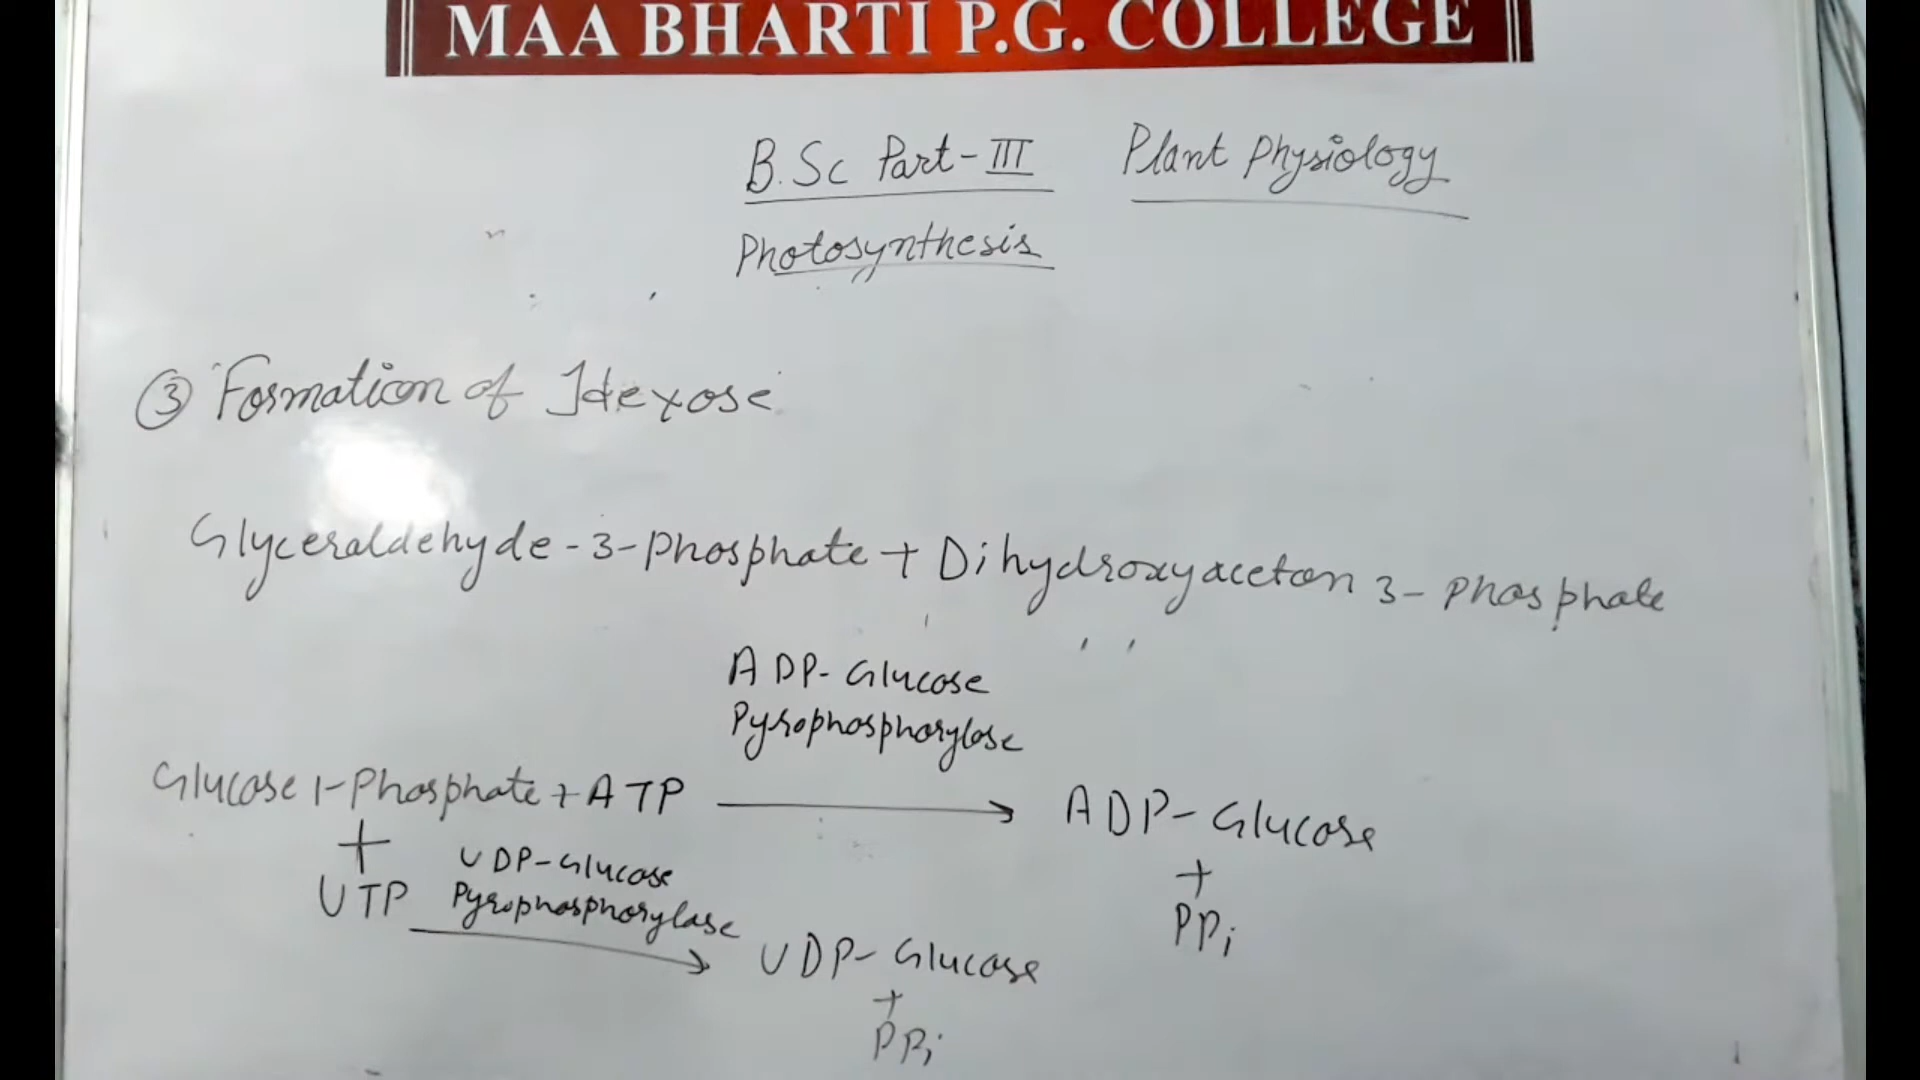 MAA BHARTI P.G. COLLEGE
B.Sc Part-III Plant Physiology
Photosynthesis
③ Formation of Hexose
Glyceraldehyde-3-Phosphate + Dihydroxyaceton 3-Phosphate
ADP-Glucose
Pyrophosphorylase
Glucose 1-Phosphate + ATP → ADP-Glucose
+
PPi
+
UTP
UDP-Glucose
Pyrophosphorylase
→ UDP-Glucose
+
PPi